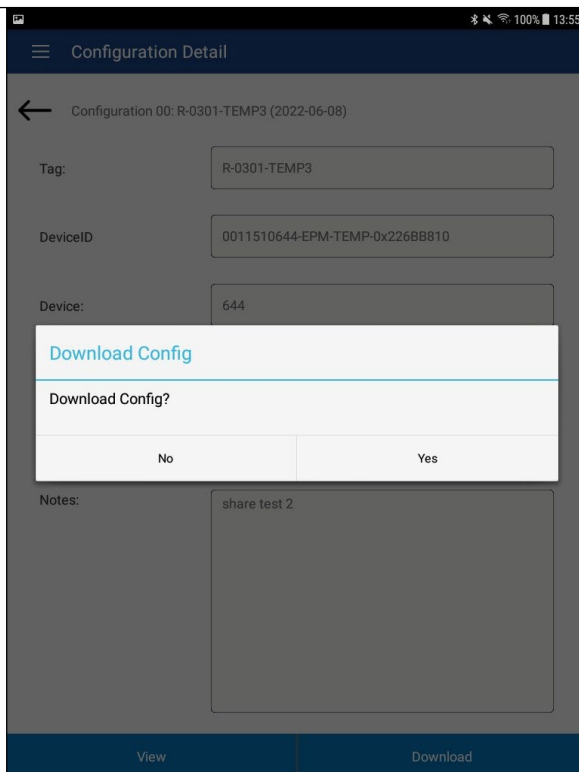 100% 13:55
Configuration Detail
Configuration 00: R-0301-TEMP3 (2022-06-08)
Tag:
R-0301-TEMP3
DeviceID
0011510644-EPM-TEMP-0x226BB810
Device:
644
Download Config
Download Config?
No
Yes
Notes:
share test 2
View
Download